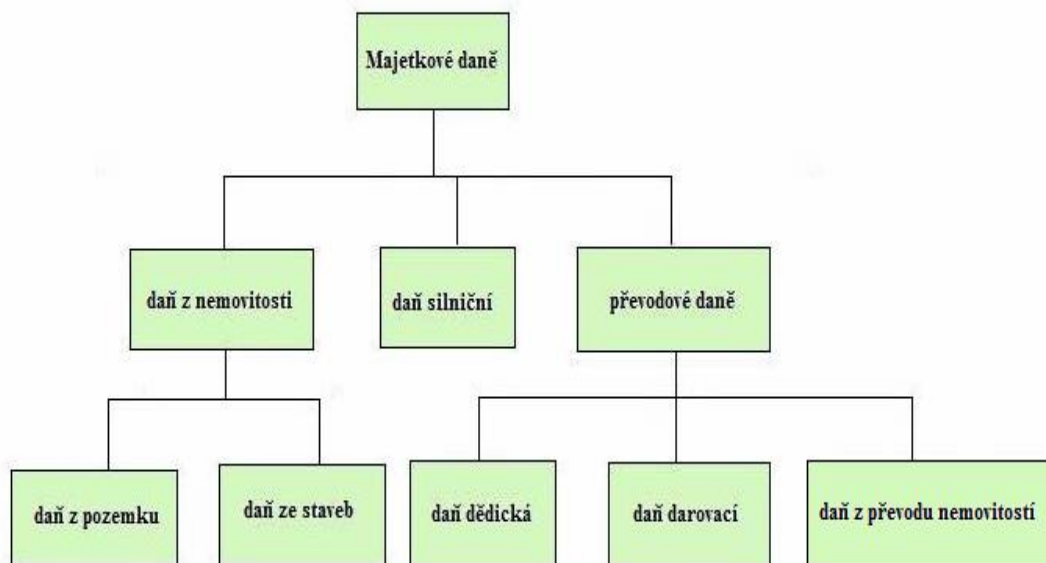 Majetkové daně
daň z nemovitosti
daň silniční
převodové daně
daň z pozemku
daň ze staveb
daň dědická
daň darovací
daň z převodu nemovitostí